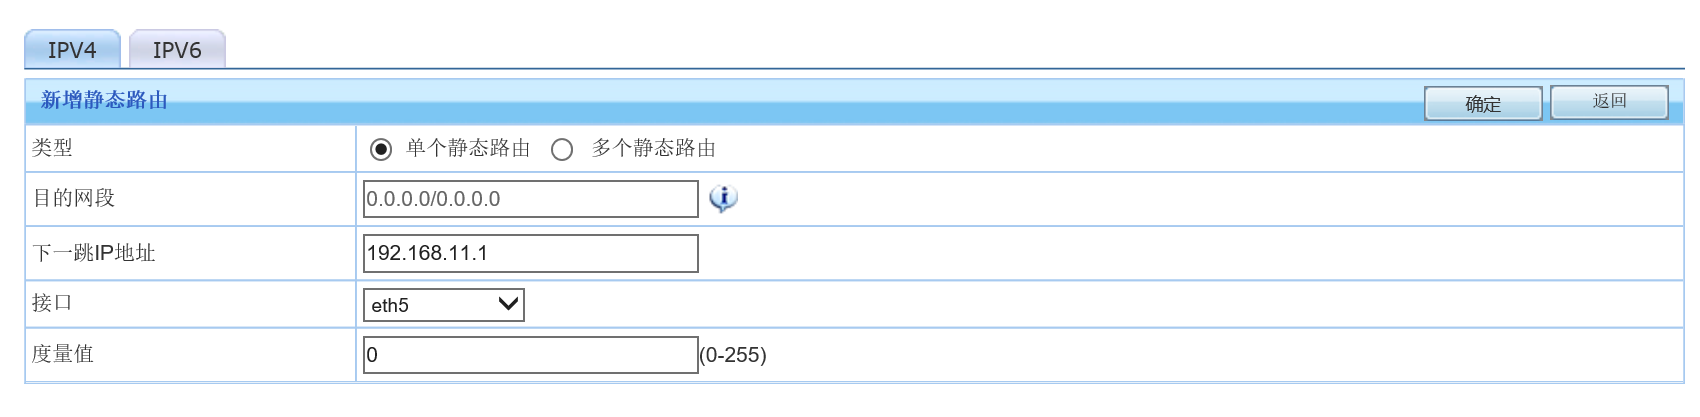 IPV4 IPV6
新增静态路由 确定 返回
类型 单个静态路由 多个静态路由
目的网段 0.0.0.0/0.0.0.0
下一跳IP地址 192.168.11.1
接口 eth5
度量值 0 (0-255)